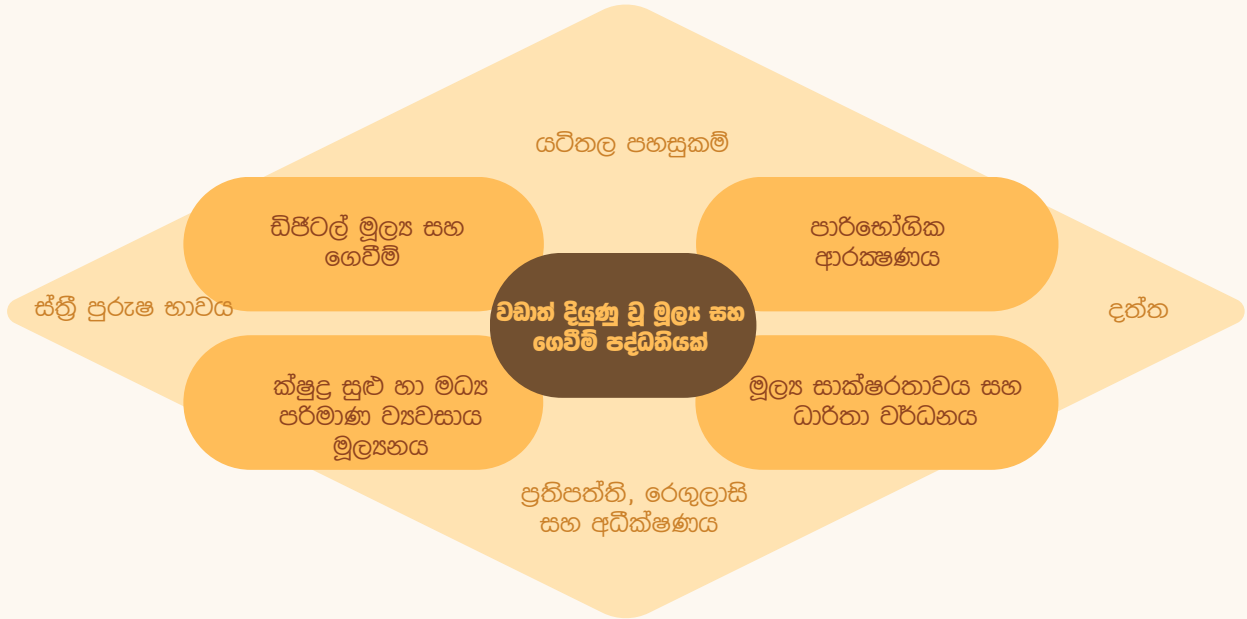 යටිතල පහසුකම්
ඩිජිටල් මූල්‍ය සහ
ගෙවීම්
පාරිභෝගික
ආරක්‍ෂණය
ස්ත්‍රී පුරුෂ භාවය
වඩාත් දියුණු වූ මූල්‍ය සහ
ගෙවීම් පද්ධතියක්
දත්ත
ක්ෂුද්‍ර සුළු හා මධ්‍ය
පරිමාණ ව්‍යවසාය
මූල්‍යනය
මූල්‍ය සාක්ෂරතාවය සහ
ධාරිතා වර්ධනය
ප්‍රතිපත්ති, රෙගුලාසි
සහ අධීක්ෂණය